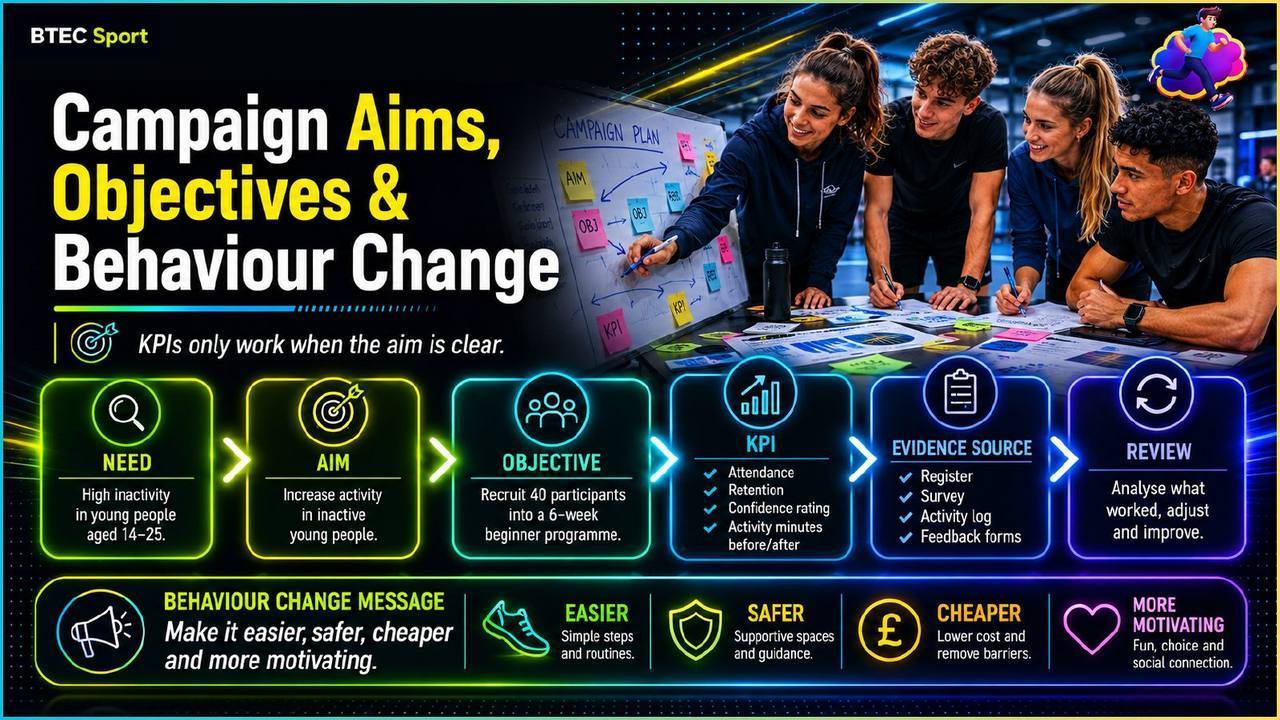 BTEC Sport
Campaign Aims,
Objectives &
Behaviour Change
KPIs only work when the aim is clear.
CAMPAIGN PLAN
AIM
OBJ
OBJ
KPI
KPI
NEED
High inactivity
in young people
aged 14–25.
AIM
Increase activity
in inactive
young people.
OBJECTIVE
Recruit 40 participants
into a 6-week
beginner programme.
KPI
Attendance
Retention
Confidence rating
Activity minutes
before/after
EVIDENCE SOURCE
Register
Survey
Activity log
Feedback forms
REVIEW
Analyse what
worked, adjust
and improve.
BEHAVIOUR CHANGE MESSAGE
Make it easier, safer, cheaper
and more motivating.
EASIER
Simple steps
and routines.
SAFER
Supportive spaces
and guidance.
£
CHEAPER
Lower cost and
remove barriers.
MORE
MOTIVATING
Fun, choice and
social connection.